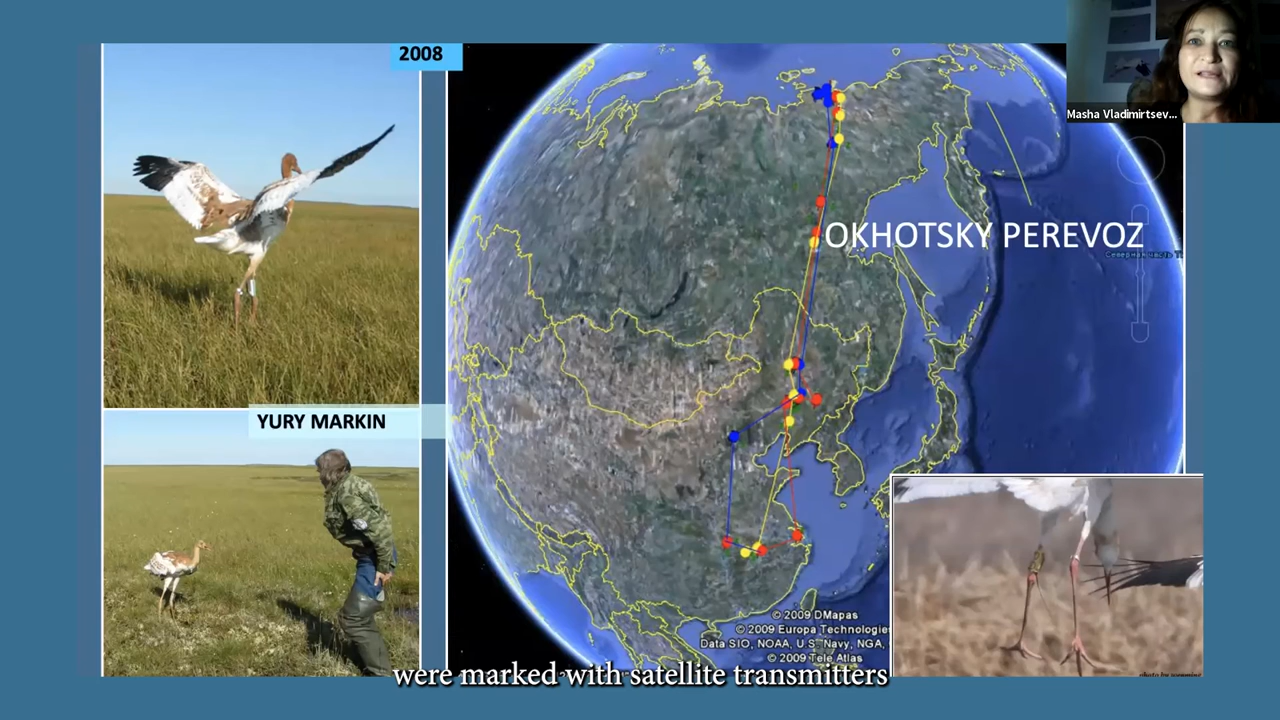 2008
Masha Vladimirtsev...
OKHOTSKY PEREVOZ
YURY MARKIN
© 2009 DMapas
© 2009 Europa Technologie
Data SIO, NOAA, U.S. Navy, NGA,
© 2009 Tele Atlas
were marked with satellite transmitters